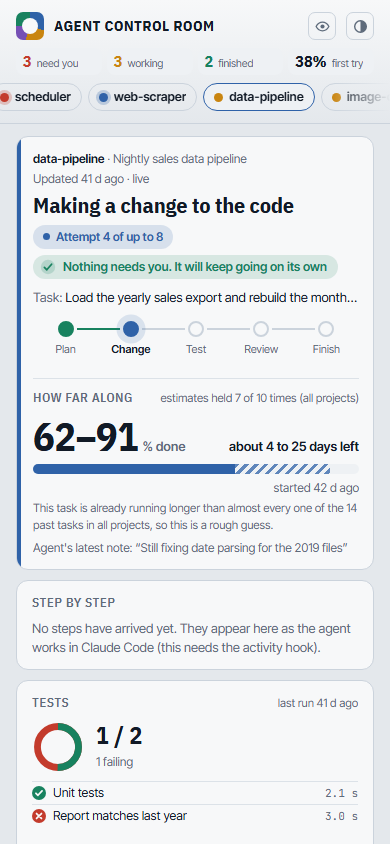 AGENT CONTROL ROOM
3 need you 3 working 2 finished 38% first try
scheduler web-scraper data-pipeline image-
data-pipeline · Nightly sales data pipeline
Updated 41 d ago · live
Making a change to the code
Attempt 4 of up to 8
Nothing needs you. It will keep going on its own
Task: Load the yearly sales export and rebuild the month…
Plan Change Test Review Finish
HOW FAR ALONG estimates held 7 of 10 times (all projects)
62–91 % done about 4 to 25 days left
started 42 d ago
This task is already running longer than almost every one of the 14
past tasks in all projects, so this is a rough guess.
Agent's latest note: “Still fixing date parsing for the 2019 files”
STEP BY STEP
No steps have arrived yet. They appear here as the agent
works in Claude Code (this needs the activity hook).
TESTS last run 41 d ago
1 / 2
1 failing
Unit tests 2.1 s
Report matches last year 3.0 s